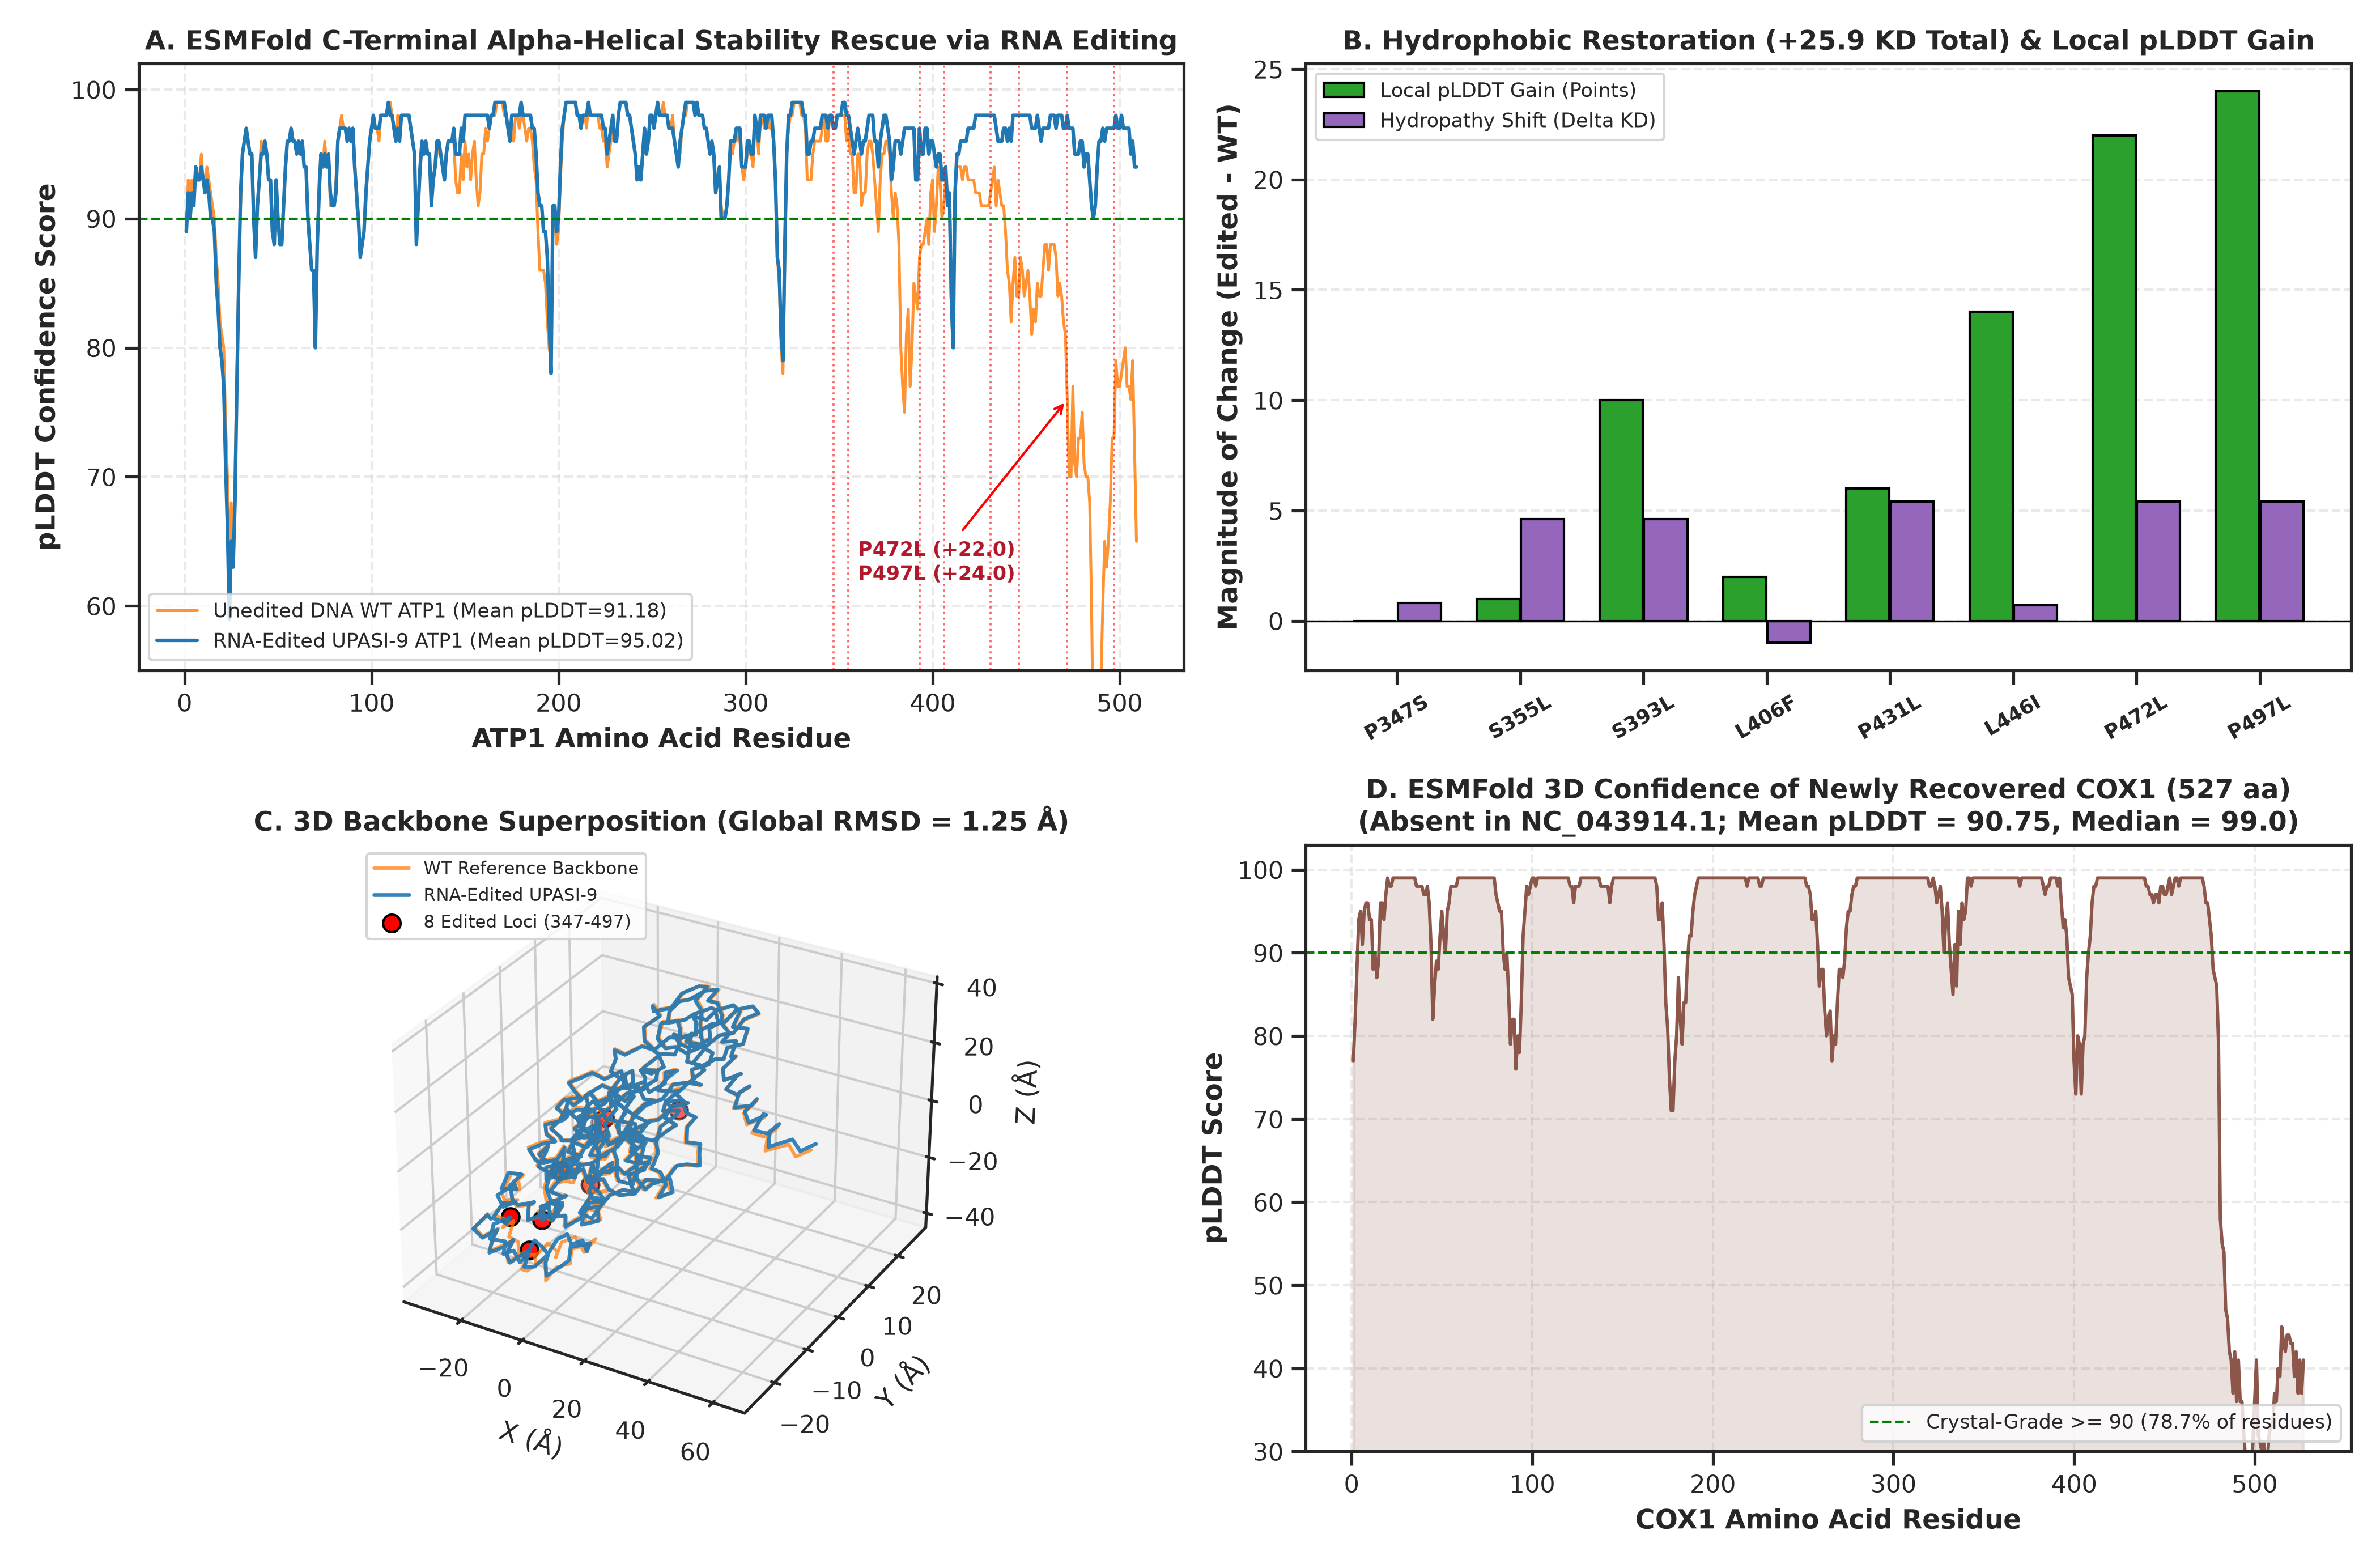 A. ESMFold C-Terminal Alpha-Helical Stability Rescue via RNA Editing
100
90
80
70
60
pLDDT Confidence Score
P472L (+22.0)
P497L (+24.0)
Unedited DNA WT ATP1 (Mean pLDDT=91.18)
RNA-Edited UPASI-9 ATP1 (Mean pLDDT=95.02)
0 100 200 300 400 500
ATP1 Amino Acid Residue
B. Hydrophobic Restoration (+25.9 KD Total) & Local pLDDT Gain
25
20
15
10
5
0
Magnitude of Change (Edited - WT)
Local pLDDT Gain (Points)
Hydropathy Shift (Delta KD)
P347S S355L S393L L406F P431L L446I P472L P497L
C. 3D Backbone Superposition (Global RMSD = 1.25 Å)
WT Reference Backbone
RNA-Edited UPASI-9
8 Edited Loci (347-497)
40
20
0
−20
−40
Z (Å)
20
10
0
−10
−20
Y (Å)
−20
0
20
40
60
X (Å)
D. ESMFold 3D Confidence of Newly Recovered COX1 (527 aa)
(Absent in NC_043914.1; Mean pLDDT = 90.75, Median = 99.0)
100
90
80
70
60
50
40
30
pLDDT Score
Crystal-Grade >= 90 (78.7% of residues)
0 100 200 300 400 500
COX1 Amino Acid Residue